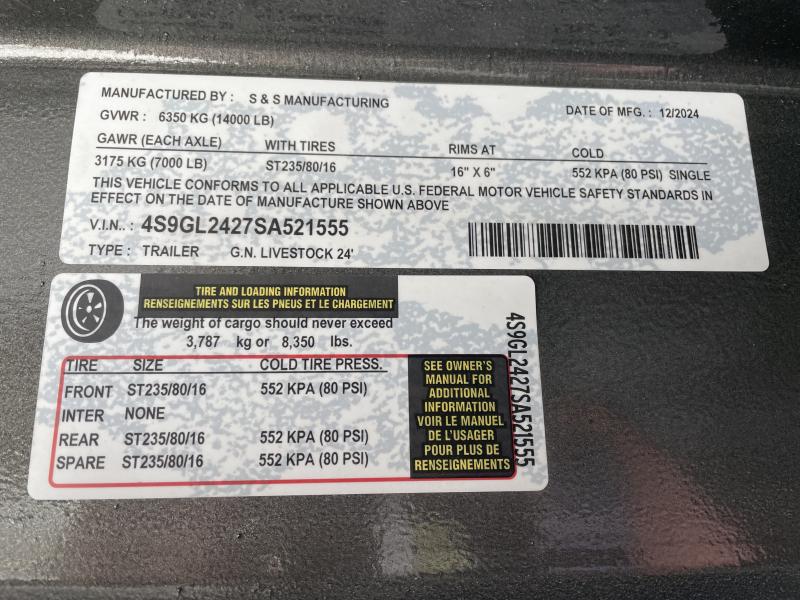 MANUFACTURED BY : S & S MANUFACTURING
GVWR : 6350 KG (14000 LB) DATE OF MFG. : 12/2024
GAWR (EACH AXLE) WITH TIRES RIMS AT COLD
3175 KG (7000 LB) ST235/80/16 16" X 6" 552 KPA (80 PSI) SINGLE
THIS VEHICLE CONFORMS TO ALL APPLICABLE U.S. FEDERAL MOTOR VEHICLE SAFETY STANDARDS IN
EFFECT ON THE DATE OF MANUFACTURE SHOWN ABOVE
V.I.N.. : 4S9GL2427SA521555
TYPE : TRAILER G.N. LIVESTOCK 24'
TIRE AND LOADING INFORMATION
RENSEIGNEMENTS SUR LES PNEUS ET LE CHARGEMENT
The weight of cargo should never exceed
3,787 kg or 8,350 lbs.
TIRE SIZE COLD TIRE PRESS.
FRONT ST235/80/16 552 KPA (80 PSI)
INTER NONE
REAR ST235/80/16 552 KPA (80 PSI)
SPARE ST235/80/16 552 KPA (80 PSI)
SEE OWNER'S
MANUAL FOR
ADDITIONAL
INFORMATION
VOIR LE MANUEL
DE L'USAGER
POUR PLUS DE
RENSEIGNEMENTS
4S9GL2427SA521555